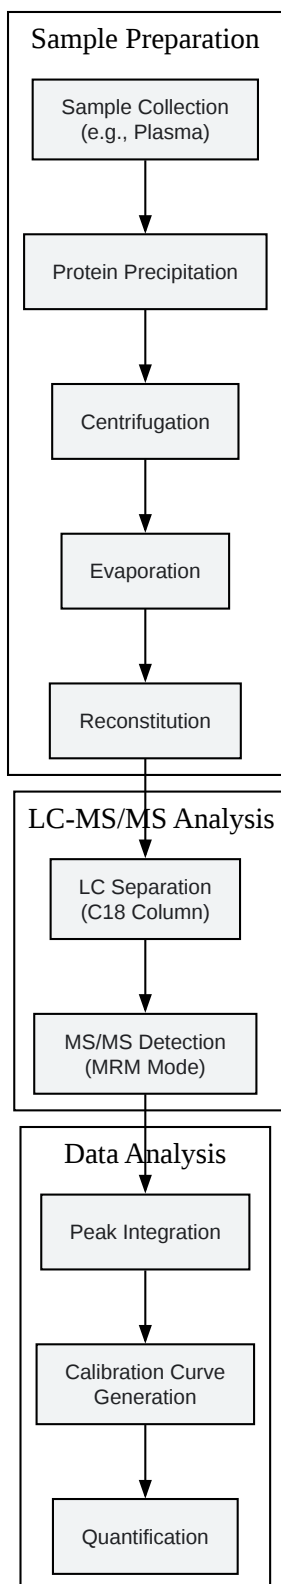 Sample Preparation
Sample Collection
(e.g., Plasma)
Protein Precipitation
Centrifugation
Evaporation
Reconstitution
LC-MS/MS Analysis
LC Separation
(C18 Column)
MS/MS Detection
(MRM Mode)
Data Analysis
Peak Integration
Calibration Curve
Generation
Quantification